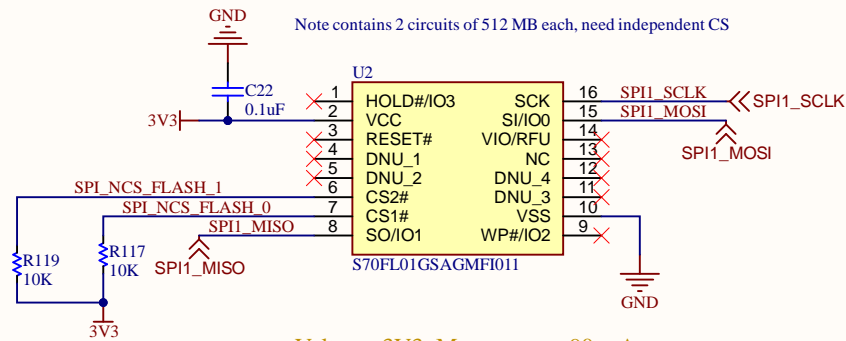 GND
Note contains 2 circuits of 512 MB each, need independent CS
U2
C22
0.1uF
3V3
1 HOLD#/IO3 SCK 16 SPI1_SCLK SPI1_SCLK
2 VCC SI/IO0 15 SPI1_MOSI
3 RESET# VIO/RFU 14
SPI1_MOSI
4 DNU_1 NC 13
5 DNU_2 DNU_4 12
SPI_NCS_FLASH_1 6 CS2# DNU_3 11
SPI_NCS_FLASH_0 7 CS1# VSS 10
SPI1_MISO 8 SO/IO1 WP#/IO2 9
SPI1_MISO
S70FL01GSAGMFI011
R119
10K
R117
10K
GND
3V3